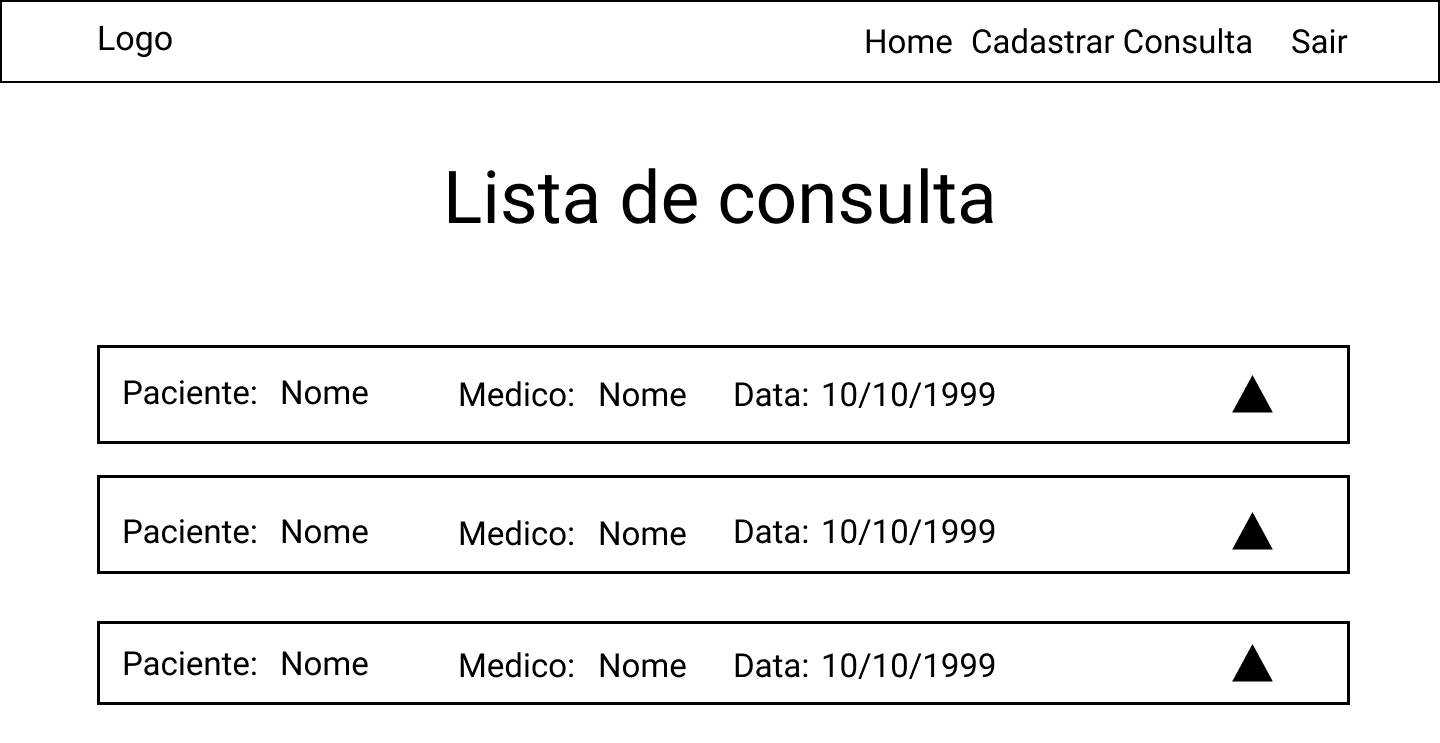 Logo Home Cadastrar Consulta Sair
Lista de consulta
Paciente: Nome Medico: Nome Data: 10/10/1999
Paciente: Nome Medico: Nome Data: 10/10/1999
Paciente: Nome Medico: Nome Data: 10/10/1999